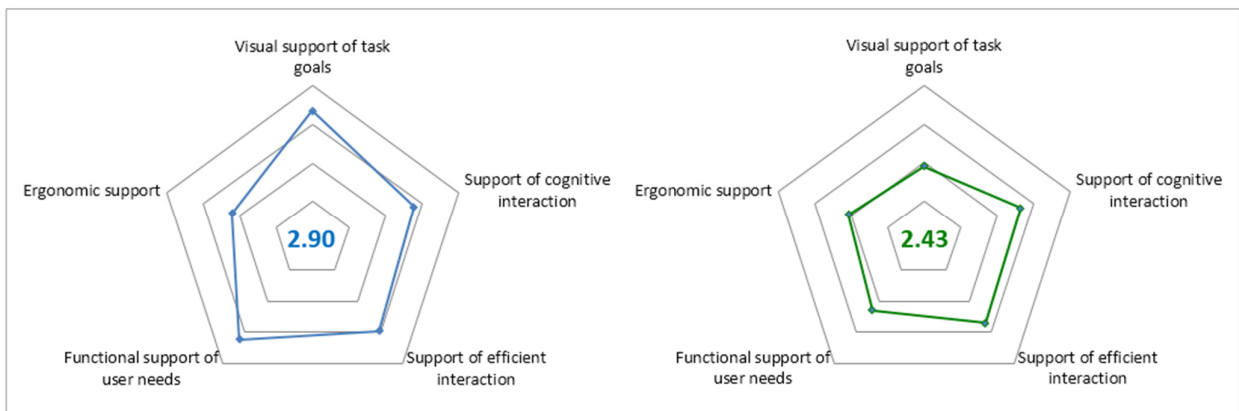 Visual support of task
goals
Ergonomic support
Support of cognitive
interaction
2.90
Functional support of
user needs
Support of efficient
interaction
Visual support of task
goals
Ergonomic support
Support of cognitive
interaction
2.43
Functional support of
user needs
Support of efficient
interaction